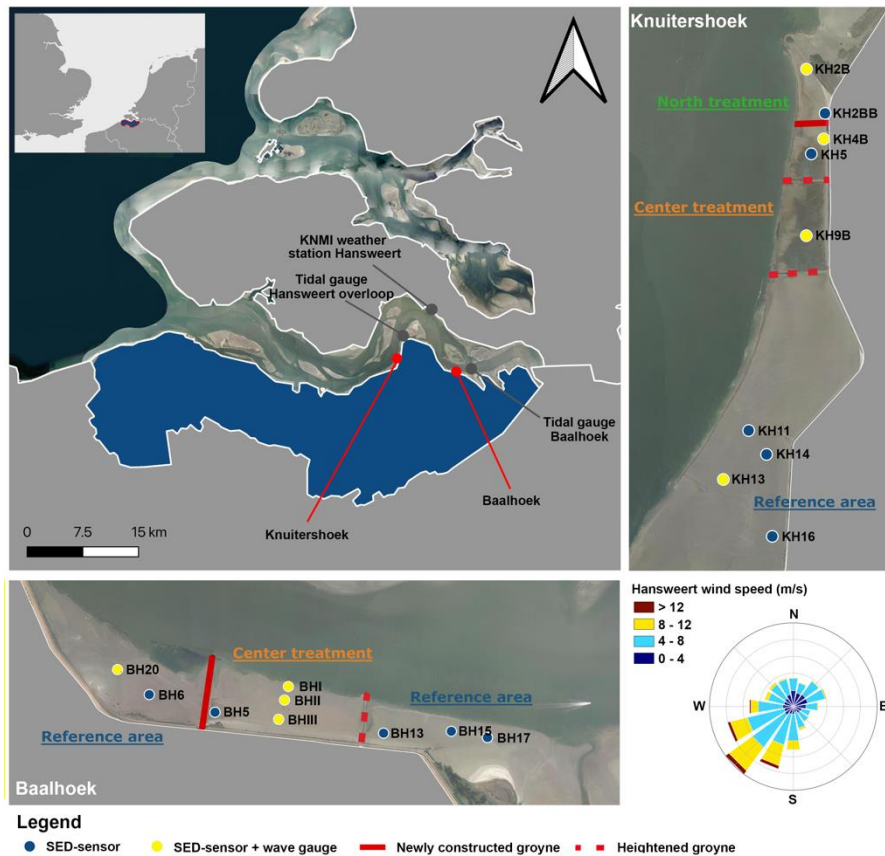 KNMI weather
station Hansweert
Tidal gauge
Hansweert overloop
Tidal gauge
Baalhoek
Baalhoek
Knuitershoek
0 7.5 15 km
Knuitershoek
KH2B
North treatment
KH2BB
KH4B
KH5
Center treatment
KH9B
KH11
KH14
KH13
Reference area
KH16
Center treatment
BH20
BHI
BH6
BHII
Reference area
BH5
BHIII
BH13
BH15
BH17
Reference area
Baalhoek
Hansweert wind speed (m/s)
> 12
8 - 12
4 - 8
0 - 4
N
W
E
S
Legend
SED-sensor
SED-sensor + wave gauge
Newly constructed groyne
Heightened groyne